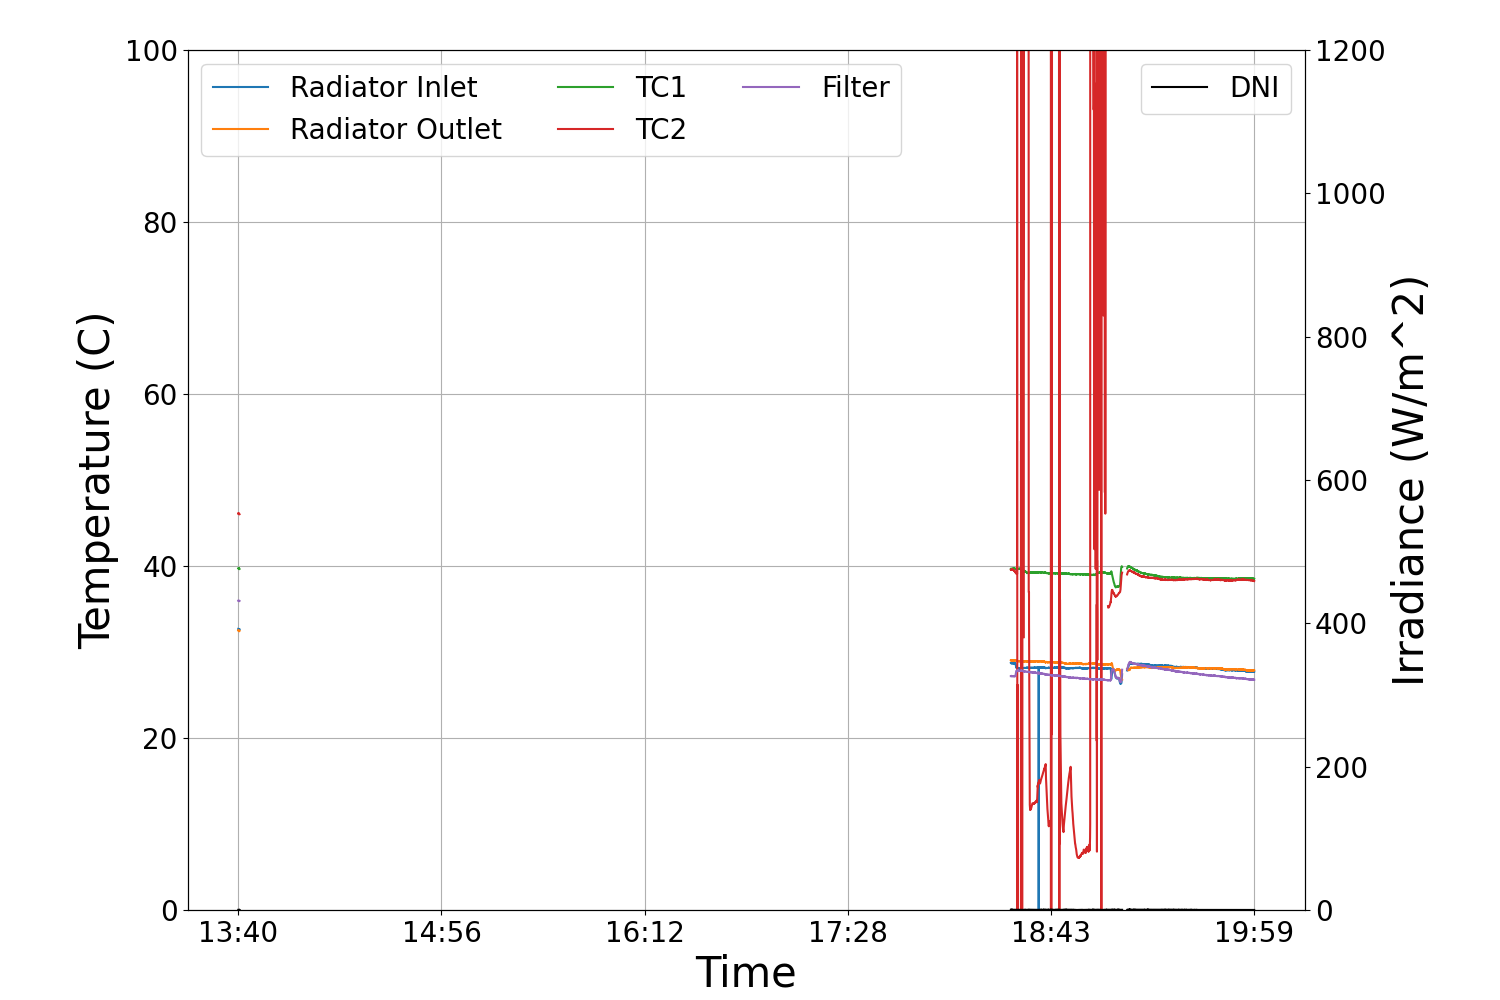 100
80
60
40
20
0
Temperature (C)
Radiator Inlet
Radiator Outlet
TC1
TC2
Filter
DNI
1200
1000
800
600
400
200
0
Irradiance (W/m^2)
13:40 14:56 16:12 17:28 18:43 19:59
Time